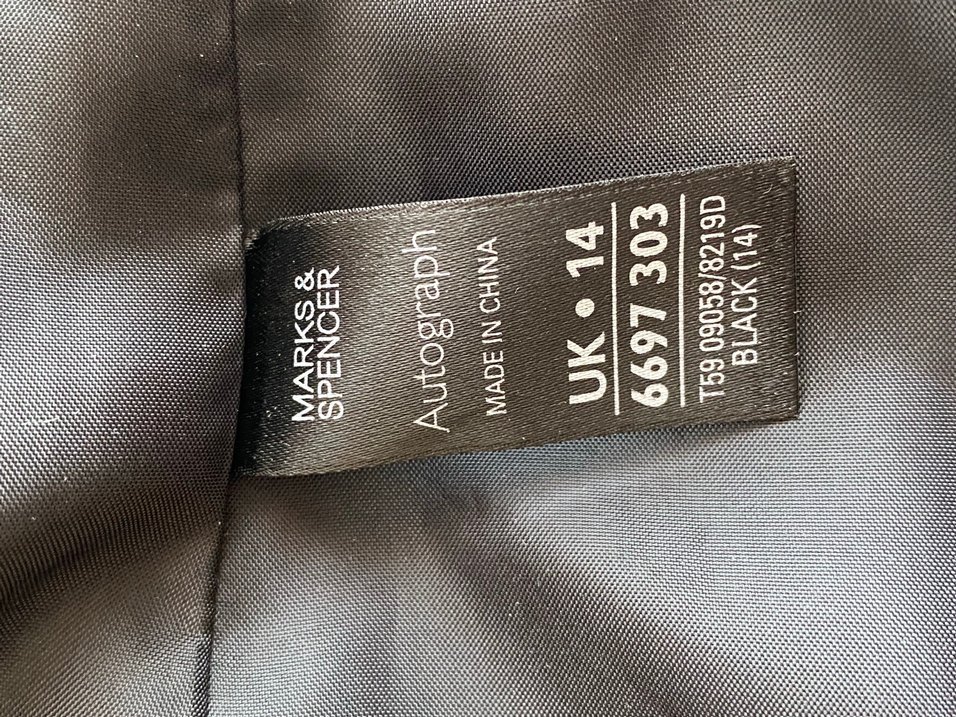 MARKS &
SPENCER
Autograph
MADE IN CHINA
UK • 14
6697 303
T59 09058/8219D
BLACK (14)